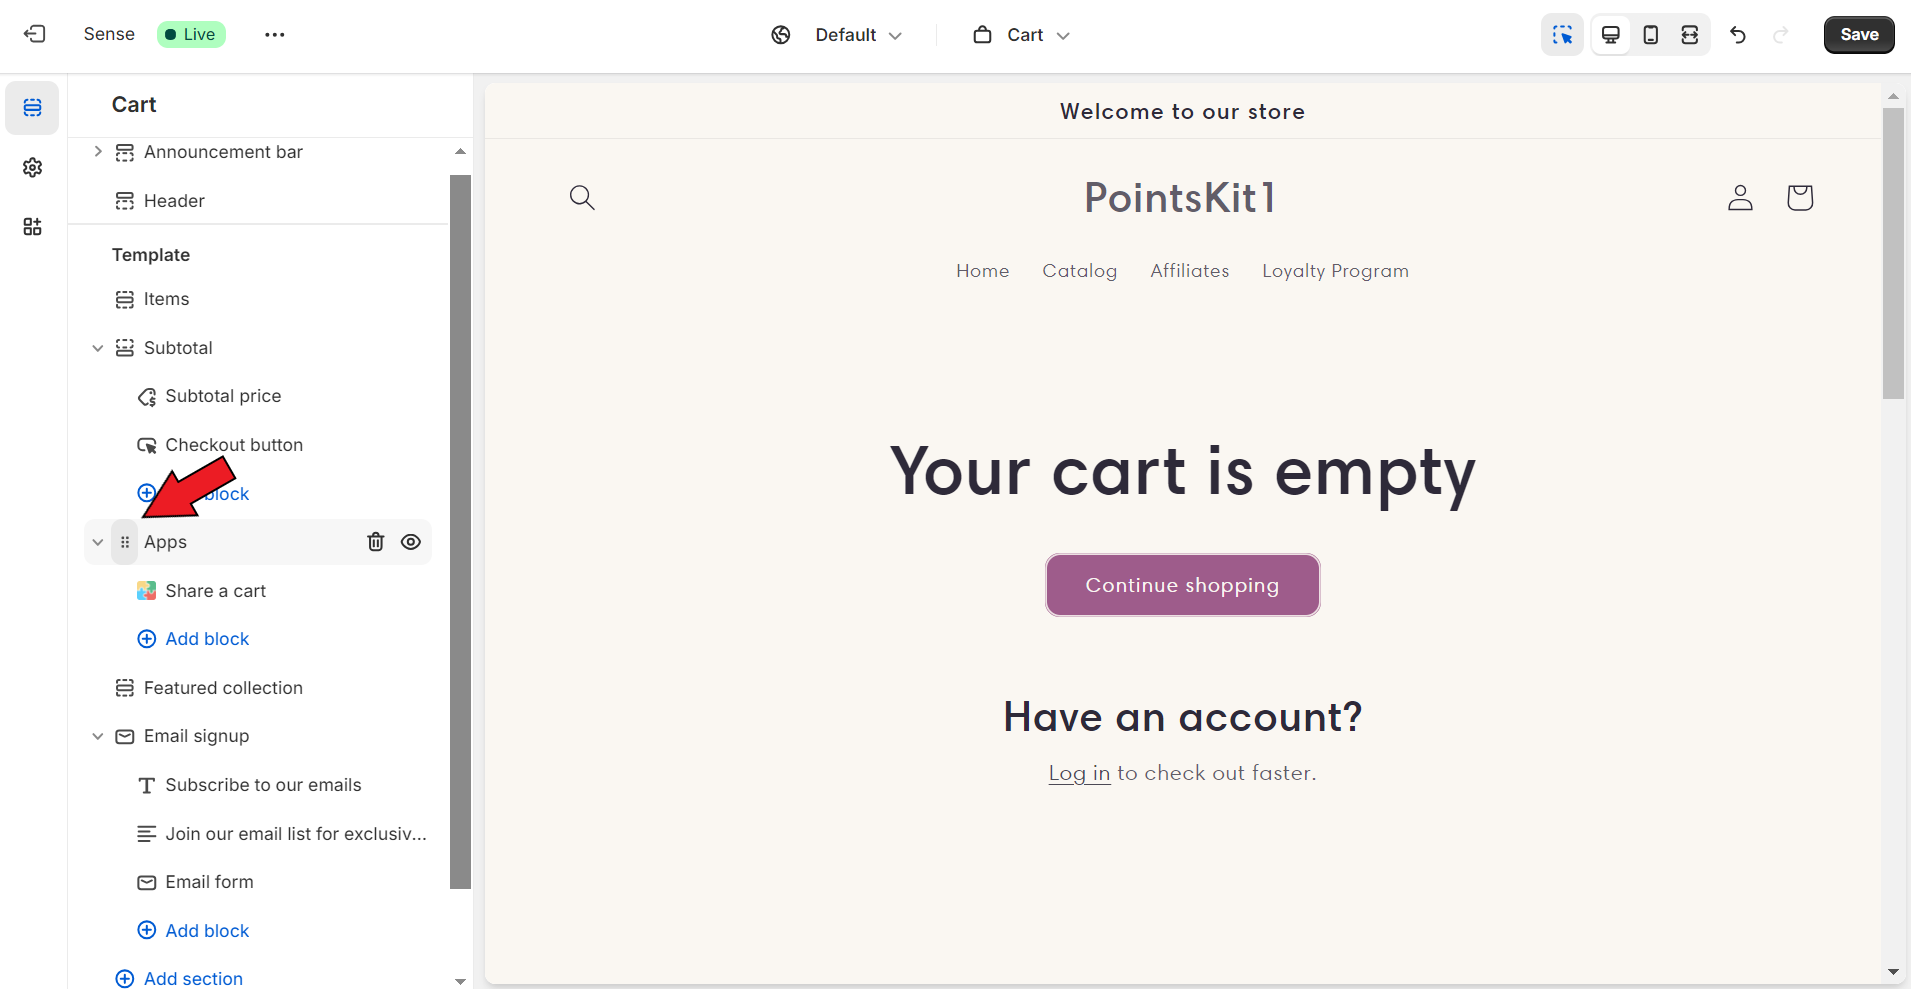 Sense
Live
Default
Cart
Save
Cart
Announcement bar
Header
Template
Items
Subtotal
Subtotal price
Checkout button
block
Apps
Share a cart
Add block
Featured collection
Email signup
Subscribe to our emails
Join our email list for exclusiv...
Email form
Add block
Add section
Welcome to our store
PointsKit1
Home Catalog Affiliates Loyalty Program
Your cart is empty
Continue shopping
Have an account?
Log in to check out faster.